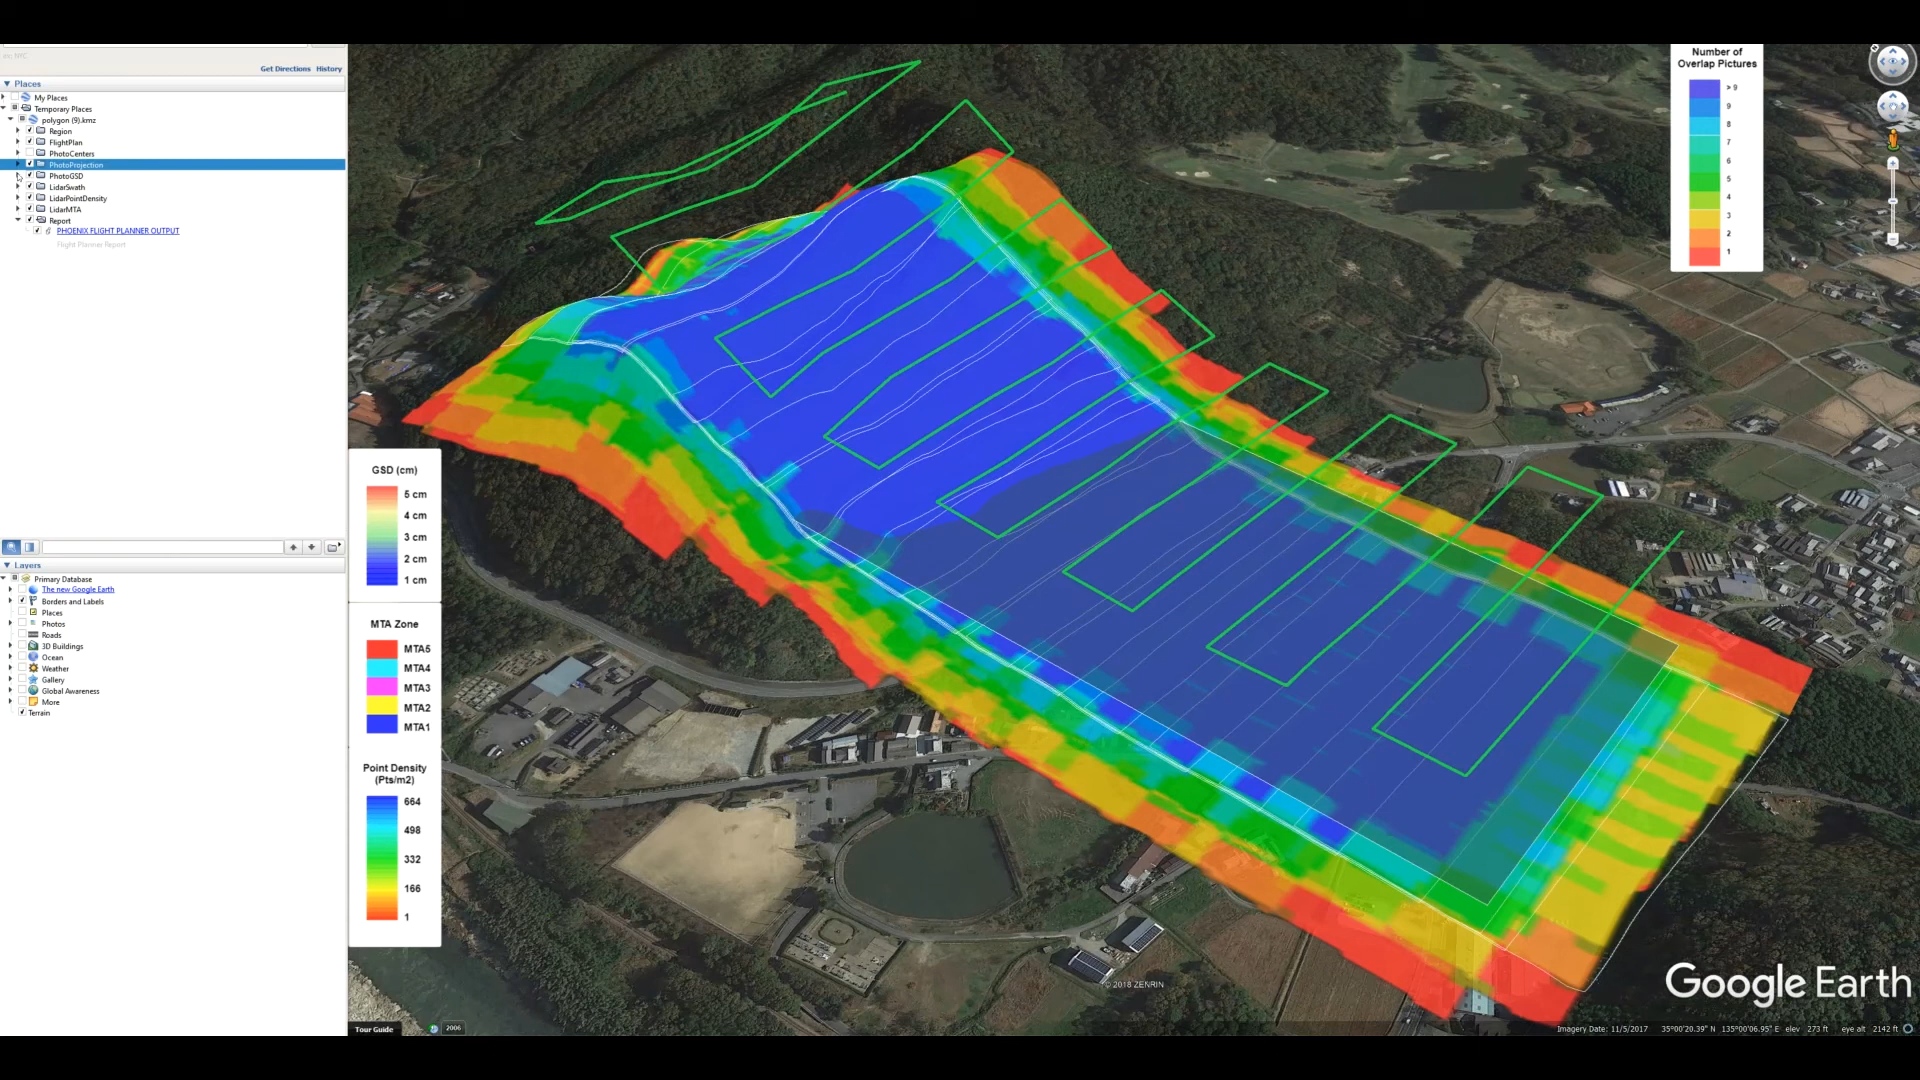 Get Directions History
Places
My Places
Temporary Places
polygon (9).kmz
Region
FlightPlan
PhotoCenters
PhotoProjection
PhotoGSD
LidarSwath
LidarPointDensity
LidarMTA
Report
PHOENIX FLIGHT PLANNER OUTPUT
Flight Planner Report
Layers
Primary Database
The new Google Earth
Borders and Labels
Places
Photos
Roads
3D Buildings
Ocean
Weather
Gallery
Global Awareness
More
Terrain
GSD (cm)
5 cm
4 cm
3 cm
2 cm
1 cm
MTA Zone
MTA5
MTA4
MTA3
MTA2
MTA1
Point Density
(Pts/m2)
664
498
332
166
1
Number of
Overlap Pictures
> 9
9
8
7
6
5
4
3
2
1
© 2018 ZENRIN
Google Earth
Tour Guide
2006
Imagery Date: 11/5/2017 35°00'20.39" N 135°00'06.95" E elev 273 ft eye alt 2142 ft